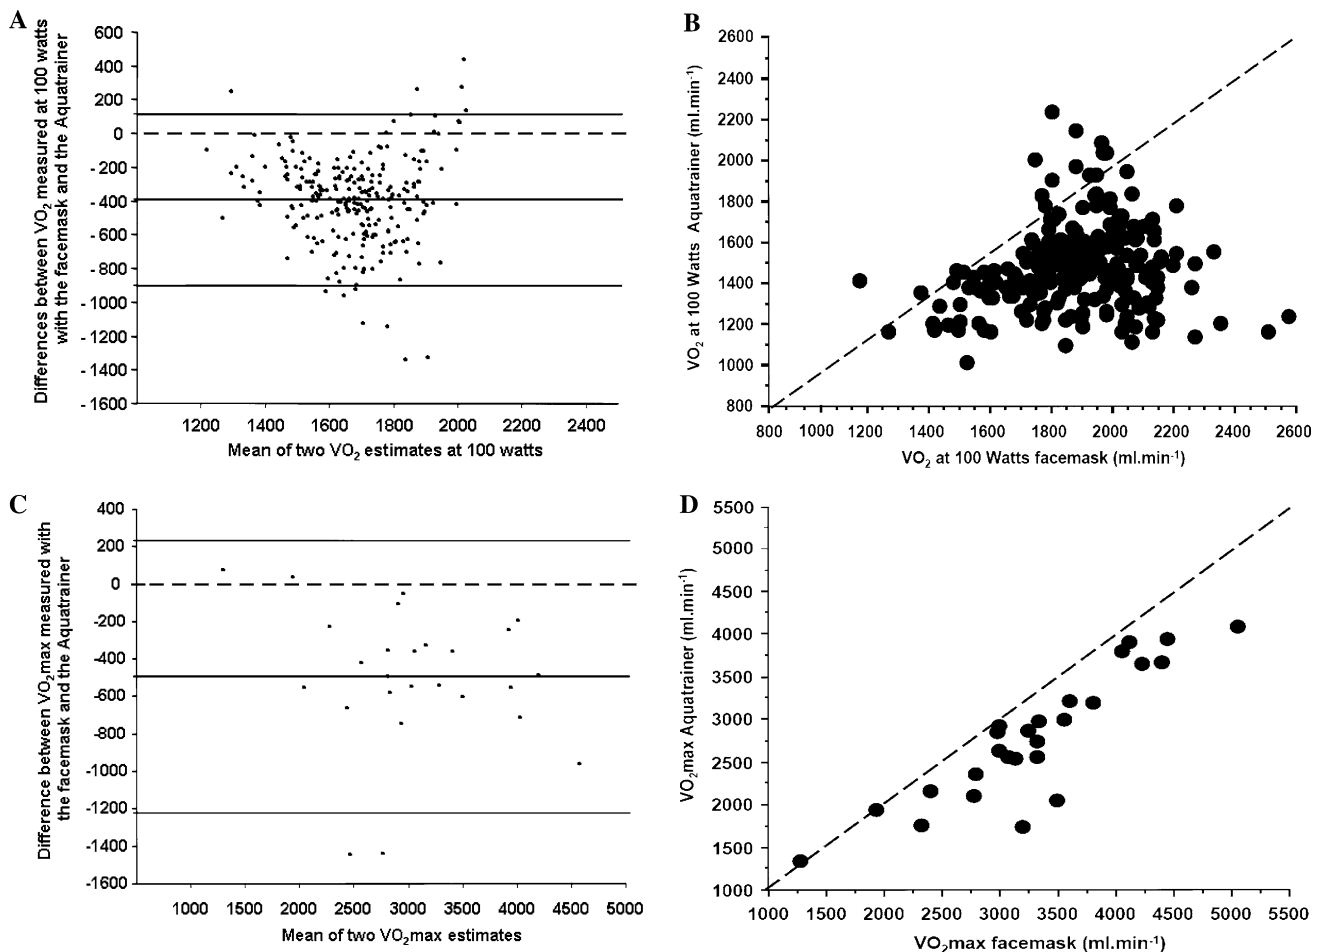 A
Differences between VO2 measured at 100 watts
with the facemask and the Aquatrainer
600
400
200
0
-200
-400
-600
-800
-1000
-1200
-1400
-1600
1200 1400 1600 1800 2000 2200 2400
Mean of two VO2 estimates at 100 watts
B
VO2 at 100 Watts Aquatrainer (ml.min-1)
2600
2400
2200
2000
1800
1600
1400
1200
1000
800
800 1000 1200 1400 1600 1800 2000 2200 2400 2600
VO2 at 100 Watts facemask (ml.min-1)
C
Difference between VO2max measured with
the facemask and the Aquatrainer
400
200
0
-200
-400
-600
-800
-1000
-1200
-1400
-1600
1000 1500 2000 2500 3000 3500 4000 4500 5000
Mean of two VO2max estimates
D
VO2max Aquatrainer (ml.min-1)
5500
5000
4500
4000
3500
3000
2500
2000
1500
1000
1000 1500 2000 2500 3000 3500 4000 4500 5000 5500
VO2max facemask (ml.min-1)